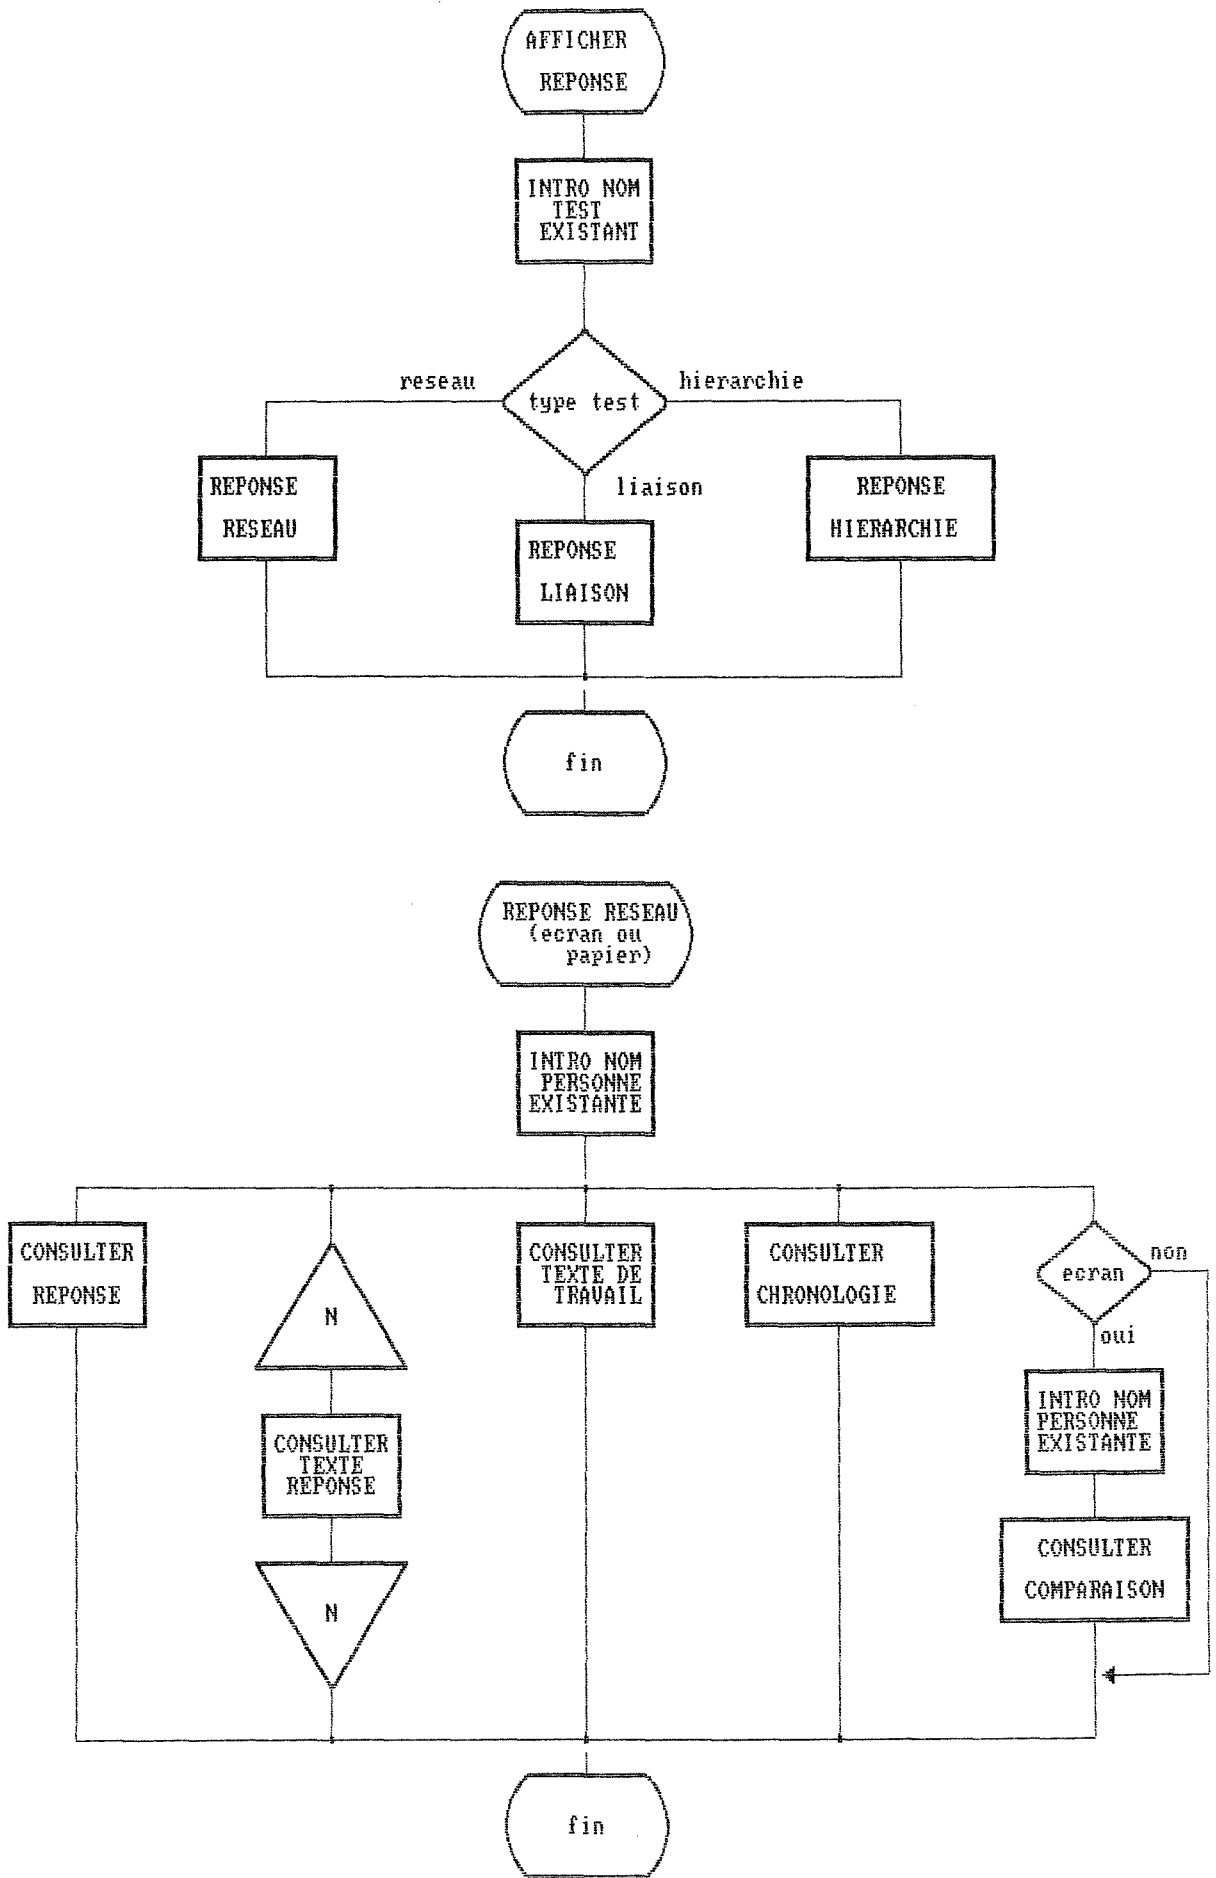 AFFICHER
REPONSE
INTRO NOM
TEST
EXISTANT
reseau
hierarchie
type test
liaison
REPONSE
RESEAU
REPONSE
LIAISON
REPONSE
HIERARCHIE
fin
REPONSE RESEAU
(ecran ou
papier)
INTRO NOM
PERSONNE
EXISTANTE
CONSULTER
REPONSE
N
CONSULTER
TEXTE
REPONSE
N
CONSULTER
TEXTE DE
TRAVAIL
CONSULTER
CHRONOLOGIE
ecran
non
oui
INTRO NOM
PERSONNE
EXISTANTE
CONSULTER
COMPARAISON
fin